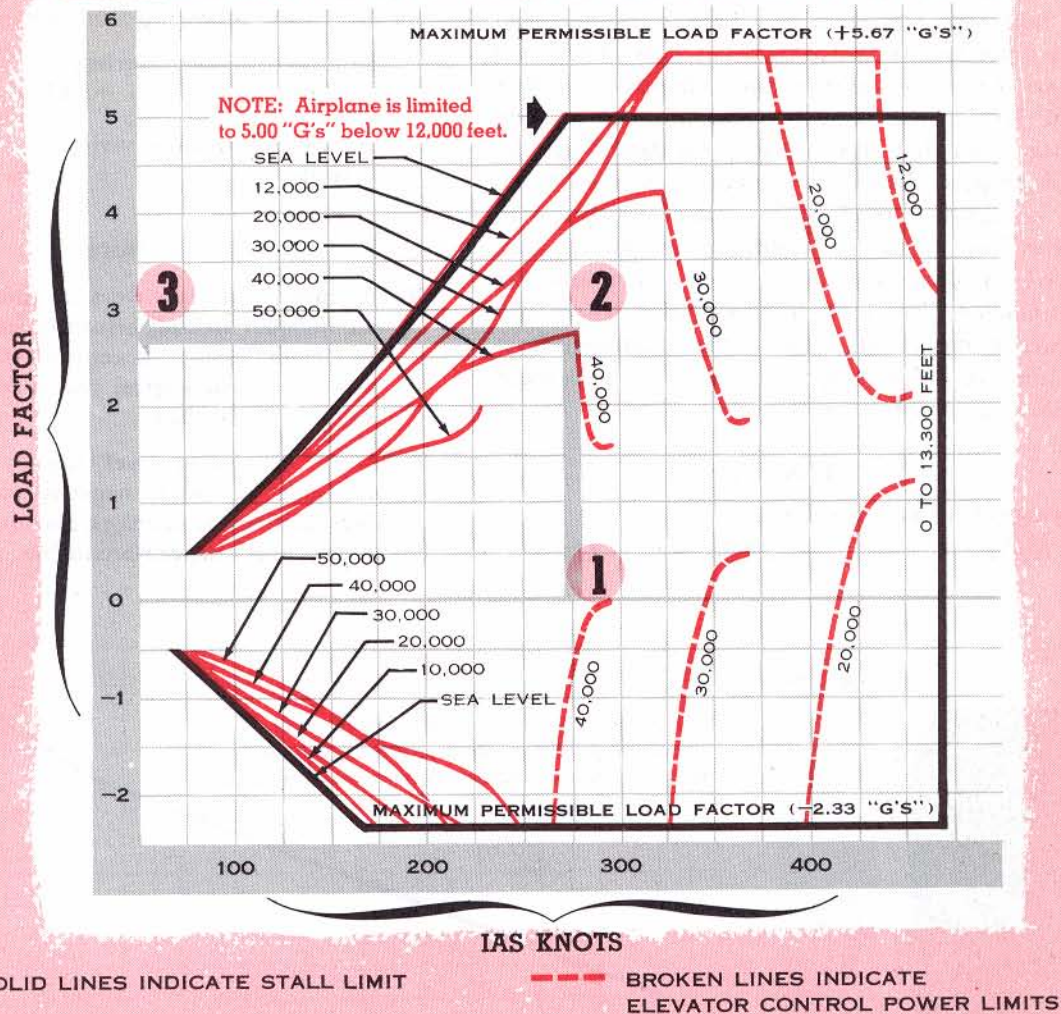 6
MAXIMUM PERMISSIBLE LOAD FACTOR (+5.67 "G'S")
NOTE: Airplane is limited
to 5.00 "G's" below 12.000 feet.
5
SEA LEVEL
12,000
20,000
30,000
40,000
50,000
4
3
2
1
0
-1
-2
LOAD FACTOR
3
2
1
12,000
20,000
30,000
40,000
0 TO 13.300 FEET
50,000
40,000
30,000
20,000
10,000
SEA LEVEL
40,000
30,000
20,000
MAXIMUM PERMISSIBLE LOAD FACTOR (-2.33 "G'S")
100
200
300
400
IAS KNOTS
OLID LINES INDICATE STALL LIMIT
BROKEN LINES INDICATE
ELEVATOR CONTROL POWER LIMITS